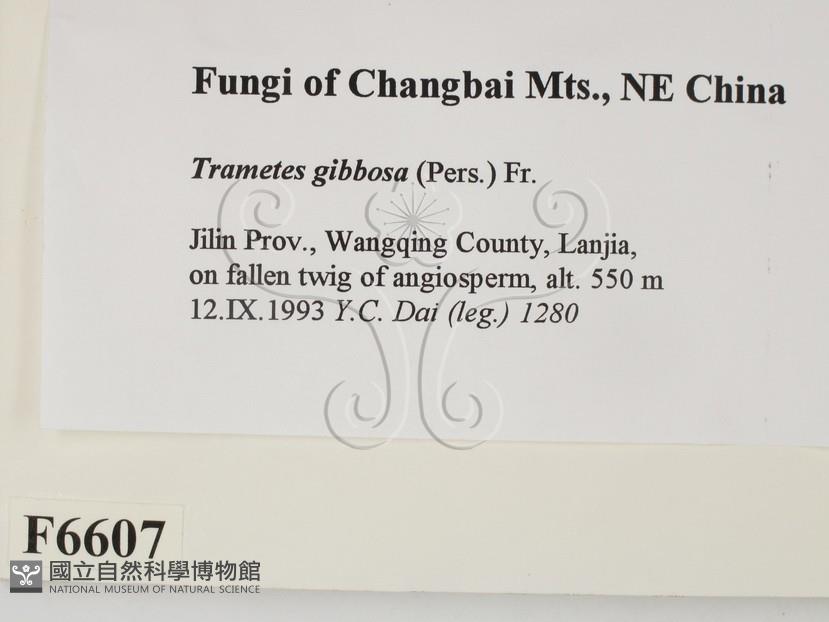 Fungi of Changbai Mts., NE China
Trametes gibbosa (Pers.) Fr.
Jilin Prov., Wangqing County, Lanjia,
on fallen twig of angiosperm, alt. 550 m
12.IX.1993 Y.C. Dai (leg.) 1280
F6607
國立自然科學博物館
NATIONAL MUSEUM OF NATURAL SCIENCE